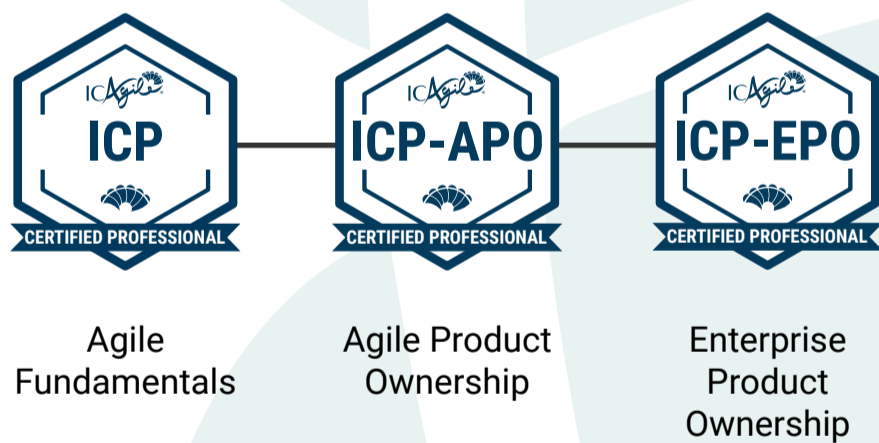 ICAgile
ICP
CERTIFIED PROFESSIONAL
Agile
Fundamentals
ICAgile
ICP-APO
CERTIFIED PROFESSIONAL
Agile Product
Ownership
ICAgile
ICP-EPO
CERTIFIED PROFESSIONAL
Enterprise
Product
Ownership